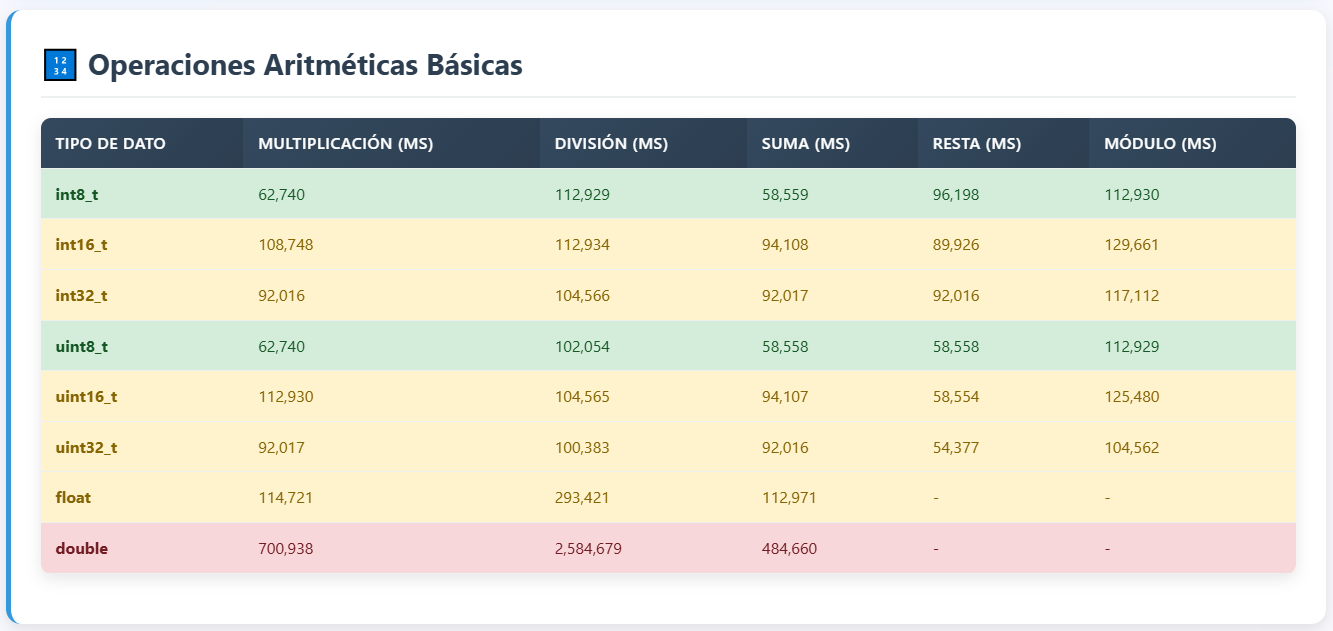 1 2
3 4
Operaciones Aritméticas Básicas
TIPO DE DATO MULTIPLICACIÓN (MS) DIVISIÓN (MS) SUMA (MS) RESTA (MS) MÓDULO (MS)
int8_t 62,740 112,929 58,559 96,198 112,930
int16_t 108,748 112,934 94,108 89,926 129,661
int32_t 92,016 104,566 92,017 92,016 117,112
uint8_t 62,740 102,054 58,558 58,558 112,929
uint16_t 112,930 104,565 94,107 58,554 125,480
uint32_t 92,017 100,383 92,016 54,377 104,562
float 114,721 293,421 112,971 - -
double 700,938 2,584,679 484,660 - -